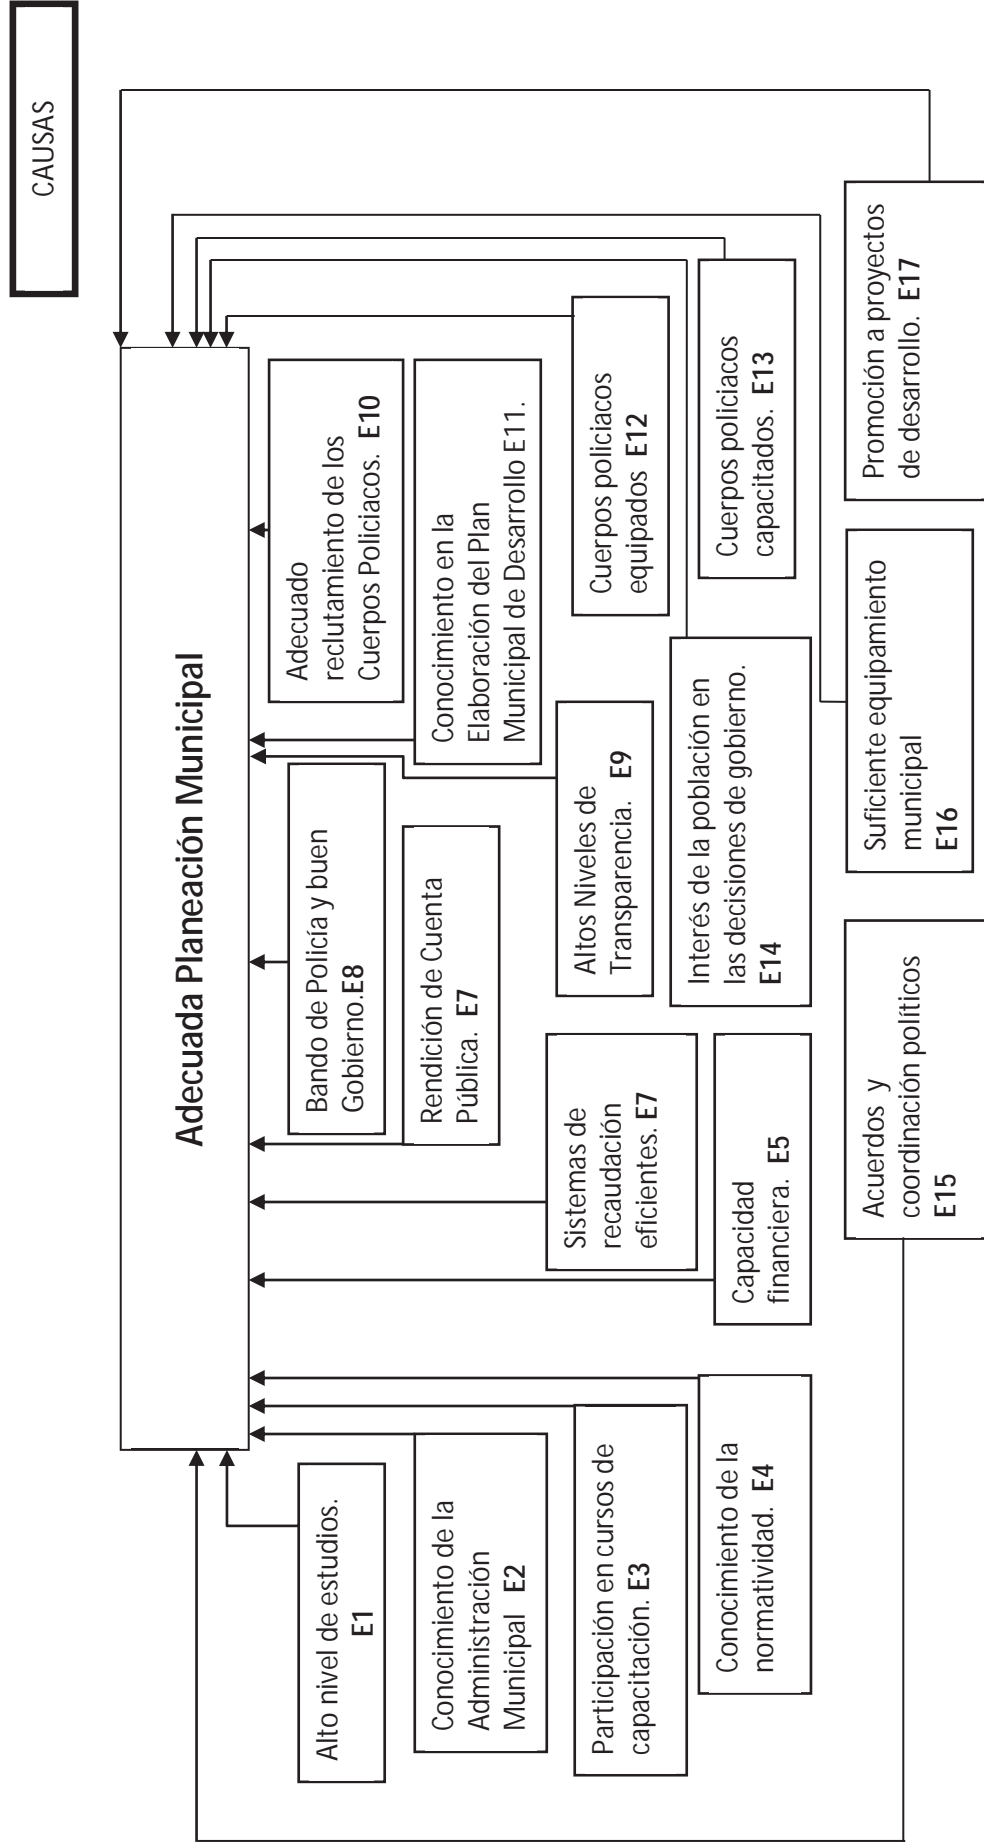 CAUSAS
Adecuada Planeación Municipal
Alto nivel de estudios.
E1
Conocimiento de la
Administración
Municipal E2
Participación en cursos de
capacitación. E3
Conocimiento de la
normatividad. E4
Capacidad
financiera. E5
Sistemas de
recaudación
eficientes. E7
Rendición de Cuenta
Pública. E7
Bando de Policía y buen
Gobierno.E8
Altos Niveles de
Transparencia. E9
Adecuado
reclutamiento de los
Cuerpos Policiacos. E10
Conocimiento en la
Elaboración del Plan
Municipal de Desarrollo E11.
Cuerpos policiacos
equipados E12
Cuerpos policiacos
capacitados. E13
Interés de la población en
las decisiones de gobierno.
E14
Acuerdos y
coordinación políticos
E15
Suficiente equipamiento
municipal
E16
Promoción a proyectos
de desarrollo. E17